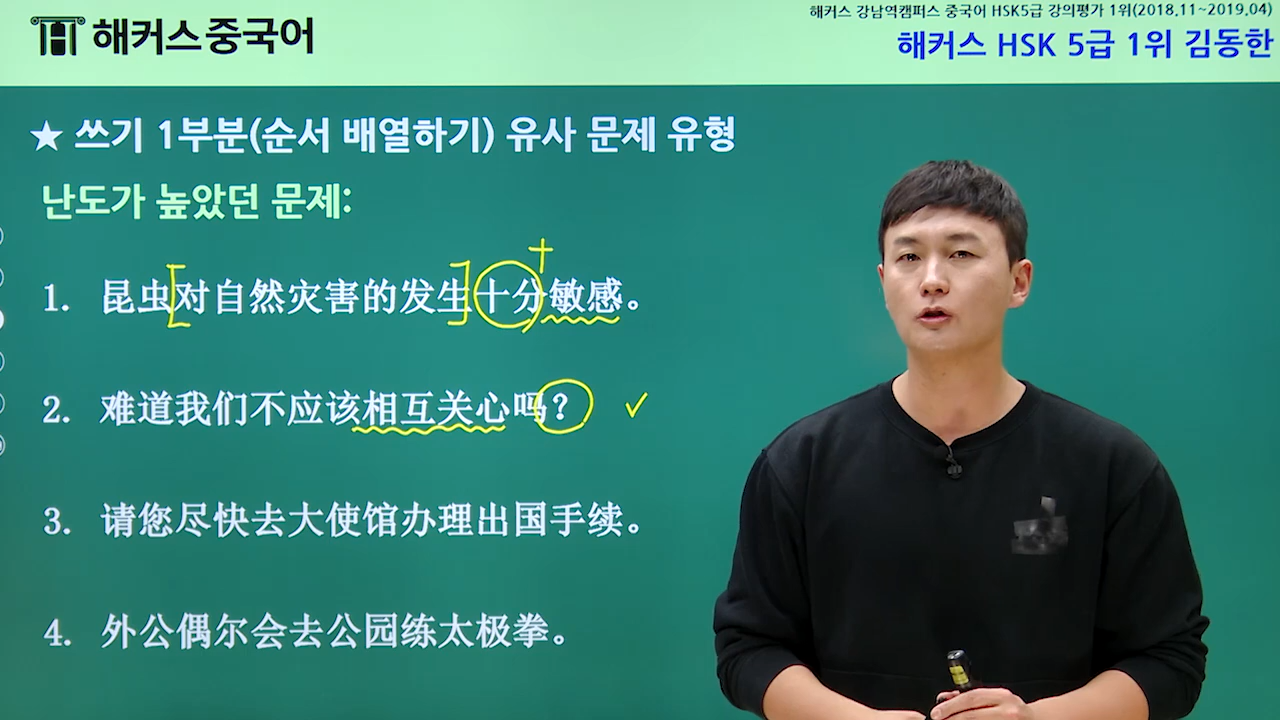 해커스중국어
해커스 강남역캠퍼스 중국어 HSK5급 강의평가 1위(2018.11~2019.04)
해커스 HSK 5급 1위 김동한
★ 쓰기 1부분(순서 배열하기) 유사 문제 유형
난도가 높았던 문제:
1. 昆虫[对自然灾害的发生]十分敏感。
2. 难道我们不应该相互关心吗? ✓
3. 请您尽快去大使馆办理出国手续。
4. 外公偶尔会去公园练太极拳。